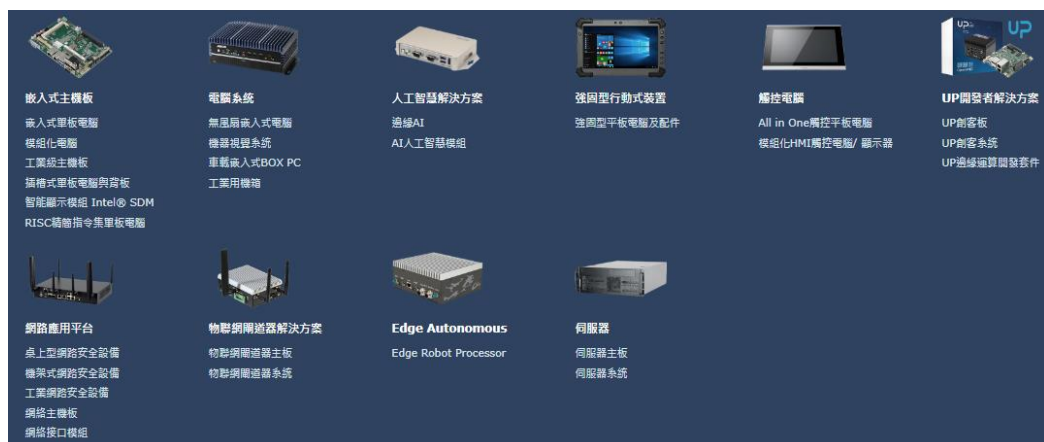 嵌入式主機板
嵌入式單板電腦
模組化電腦
工業級主機板
插槽式單板電腦與背板
智能顯示模組 Intel® SDM
RISC精簡指令集單板電腦
電腦系統
無風扇嵌入式電腦
機器視覺系統
車載嵌入式BOX PC
工業用機箱
人工智慧解決方案
邊緣AI
AI人工智慧模組
強固型行動式裝置
強固型平板電腦及配件
觸控電腦
All in One觸控平板電腦
模組化HMI觸控電腦/ 顯示器
UP
UP
UP開發者解決方案
UP創客板
UP創客系統
UP邊緣運算開發套件
網路應用平台
桌上型網路安全設備
機架式網路安全設備
工業網路安全設備
網絡主機板
網絡接口模組
物聯網閘道器解決方案
物聯網閘道器主板
物聯網閘道器系統
Edge Autonomous
Edge Robot Processor
伺服器
伺服器主板
伺服器系統